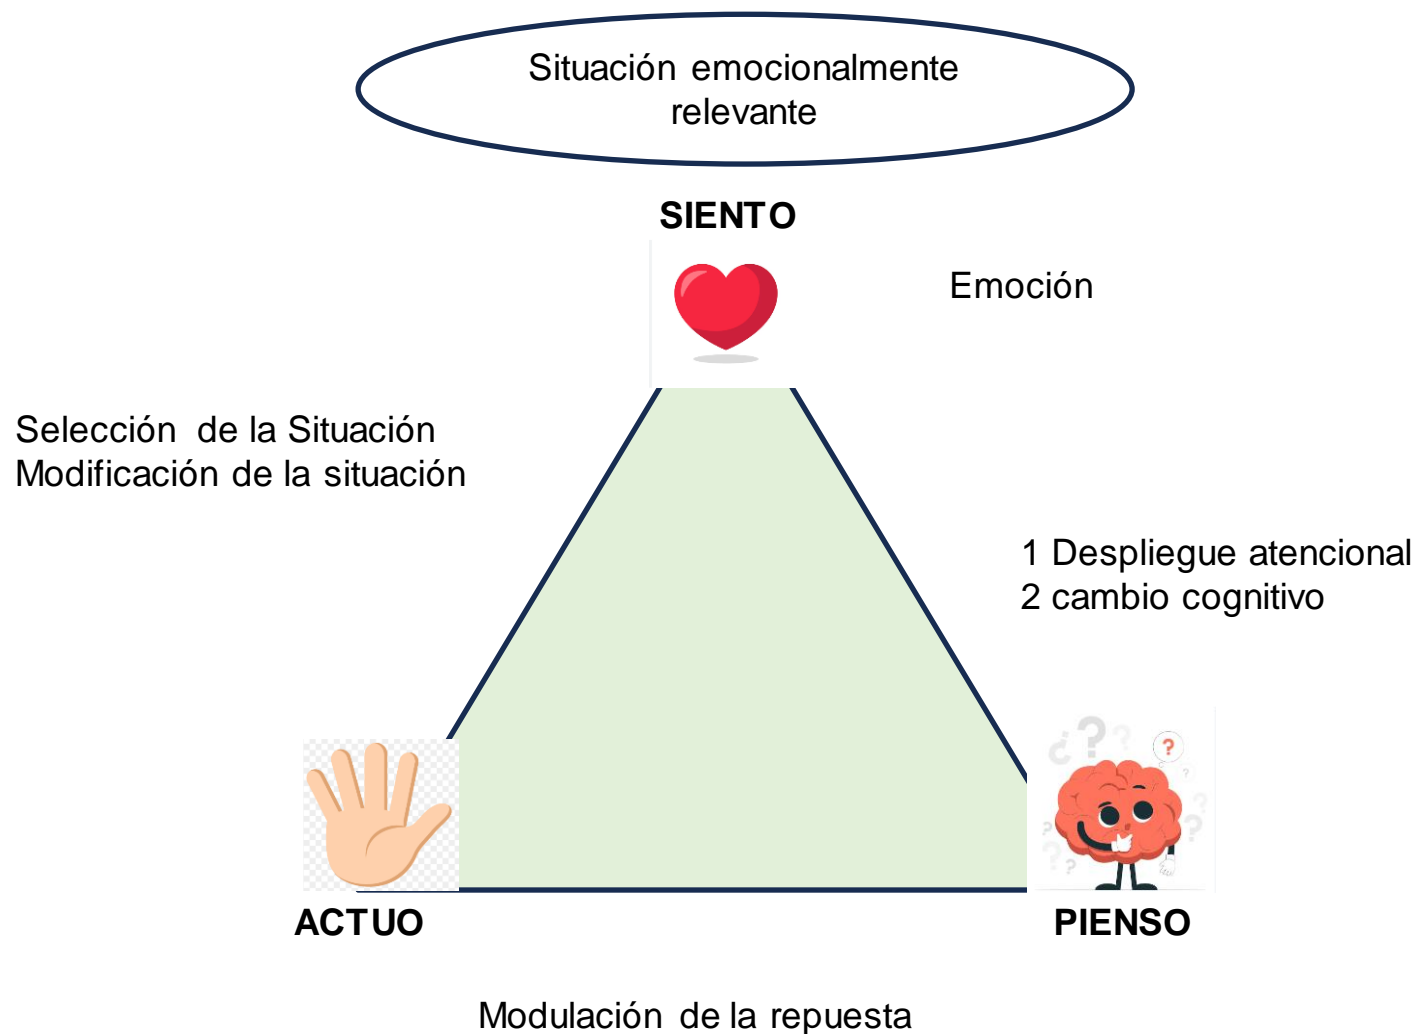 Situación emocionalmente
relevante
SIENTO
Emoción
Selección de la Situación
Modificación de la situación
1 Despliegue atencional
2 cambio cognitivo
¿ ? ? ?
? ?
? ?
? ?
ACTUO
PIENSO
Modulación de la repuesta